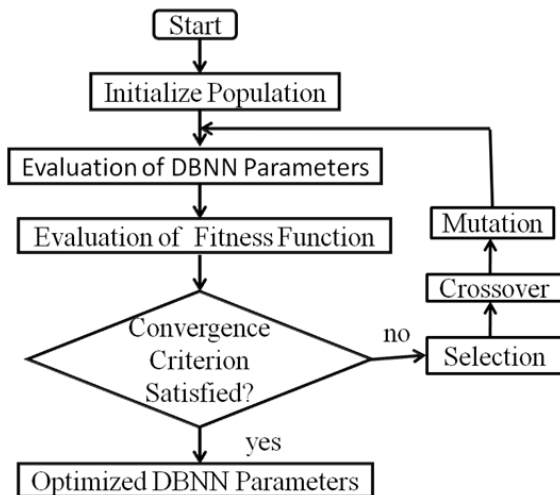 Start
Initialize Population
Evaluation of DBNN Parameters
Evaluation of Fitness Function
Convergence
Criterion
Satisfied?
no
Selection
Crossover
Mutation
yes
Optimized DBNN Parameters